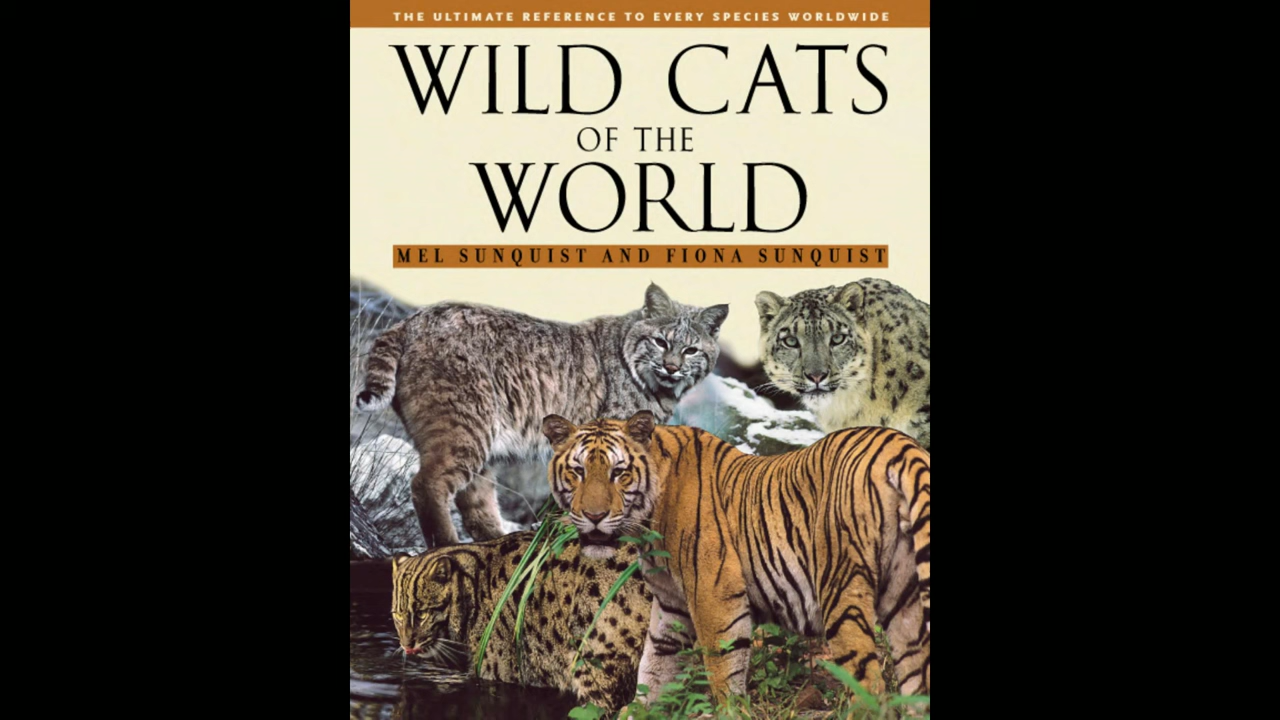 THE ULTIMATE REFERENCE TO EVERY SPECIES WORLDWIDE
WILD CATS
OF THE
WORLD
MEL SUNQUIST AND FIONA SUNQUIST